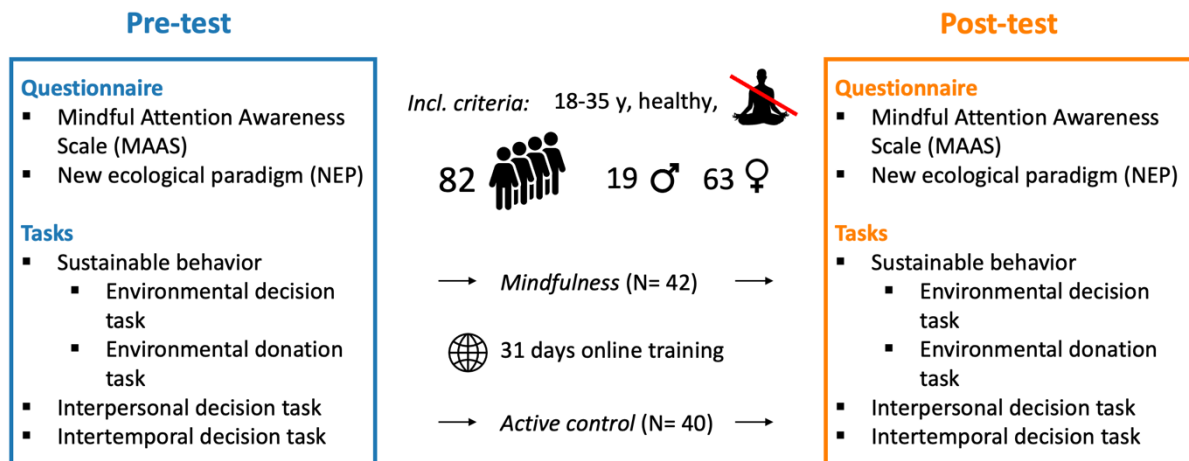 Pre-test
Questionnaire
▪ Mindful Attention Awareness
Scale (MAAS)
▪ New ecological paradigm (NEP)
Tasks
▪ Sustainable behavior
▪ Environmental decision
task
▪ Environmental donation
task
▪ Interpersonal decision task
▪ Intertemporal decision task
Incl. criteria: 18-35 y, healthy,
82 19 ♂ 63 ♀
→ Mindfulness (N= 42) →
31 days online training
→ Active control (N= 40) →
Post-test
Questionnaire
▪ Mindful Attention Awareness
Scale (MAAS)
▪ New ecological paradigm (NEP)
Tasks
▪ Sustainable behavior
▪ Environmental decision
task
▪ Environmental donation
task
▪ Interpersonal decision task
▪ Intertemporal decision task